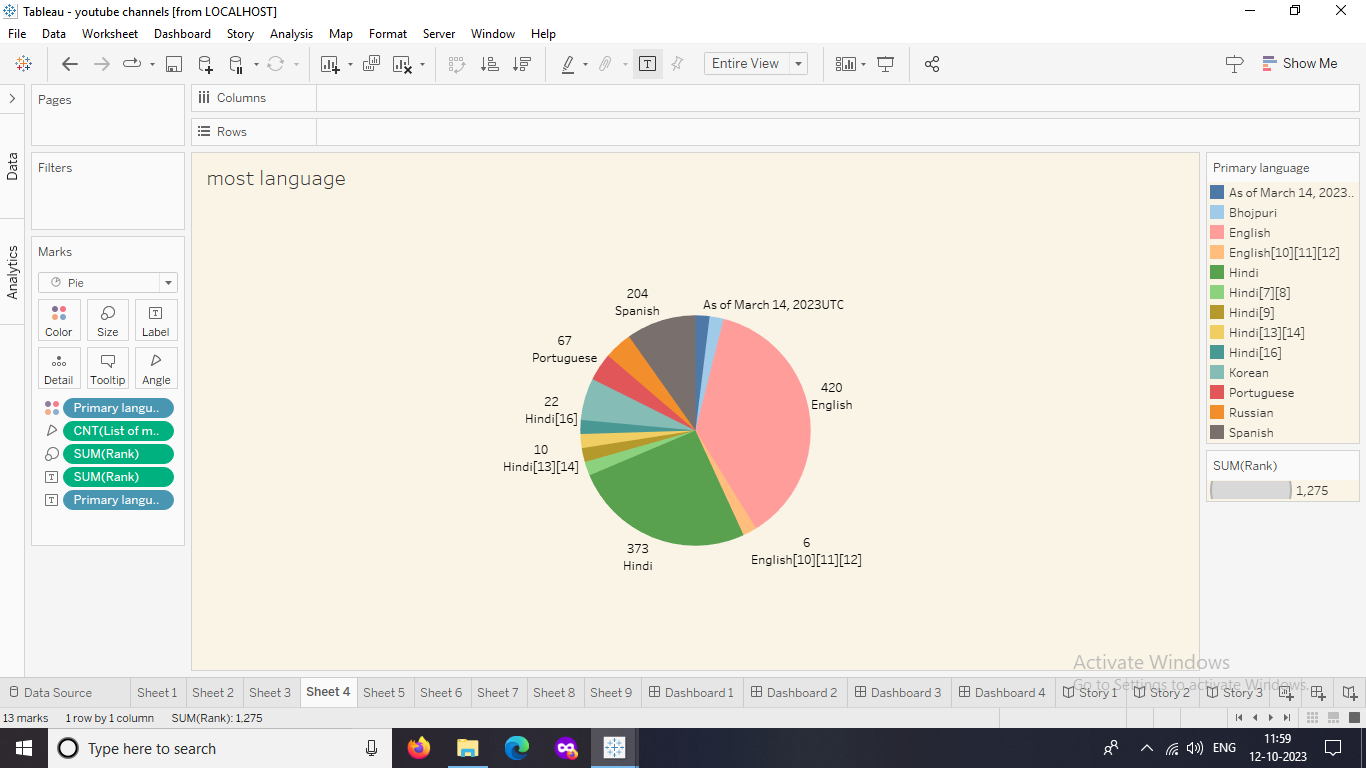 Tableau - youtube channels [from LOCALHOST]
File Data Worksheet Dashboard Story Analysis Map Format Server Window Help
Entire View
Show Me
Pages
Columns
Rows
Data
Analytics
Filters
Marks
Pie
Color Size Label
Detail Tooltip Angle
Primary langu..
CNT(List of m..
SUM(Rank)
SUM(Rank)
Primary langu..
most language
204
Spanish
As of March 14, 2023UTC
67
Portuguese
420
English
22
Hindi[16]
10
Hindi[13][14]
373
Hindi
6
English[10][11][12]
Primary language
As of March 14, 2023..
Bhojpuri
English
English[10][11][12]
Hindi
Hindi[7][8]
Hindi[9]
Hindi[13][14]
Hindi[16]
Korean
Portuguese
Russian
Spanish
SUM(Rank)
1,275
Activate Windows
Go to Settings to activate Windows.
Data Source Sheet 1 Sheet 2 Sheet 3 Sheet 4 Sheet 5 Sheet 6 Sheet 7 Sheet 8 Sheet 9 Dashboard 1 Dashboard 2 Dashboard 3 Dashboard 4 Story 1 Story 2 Story 3
13 marks 1 row by 1 column SUM(Rank): 1,275
Type here to search
ENG
11:59
12-10-2023